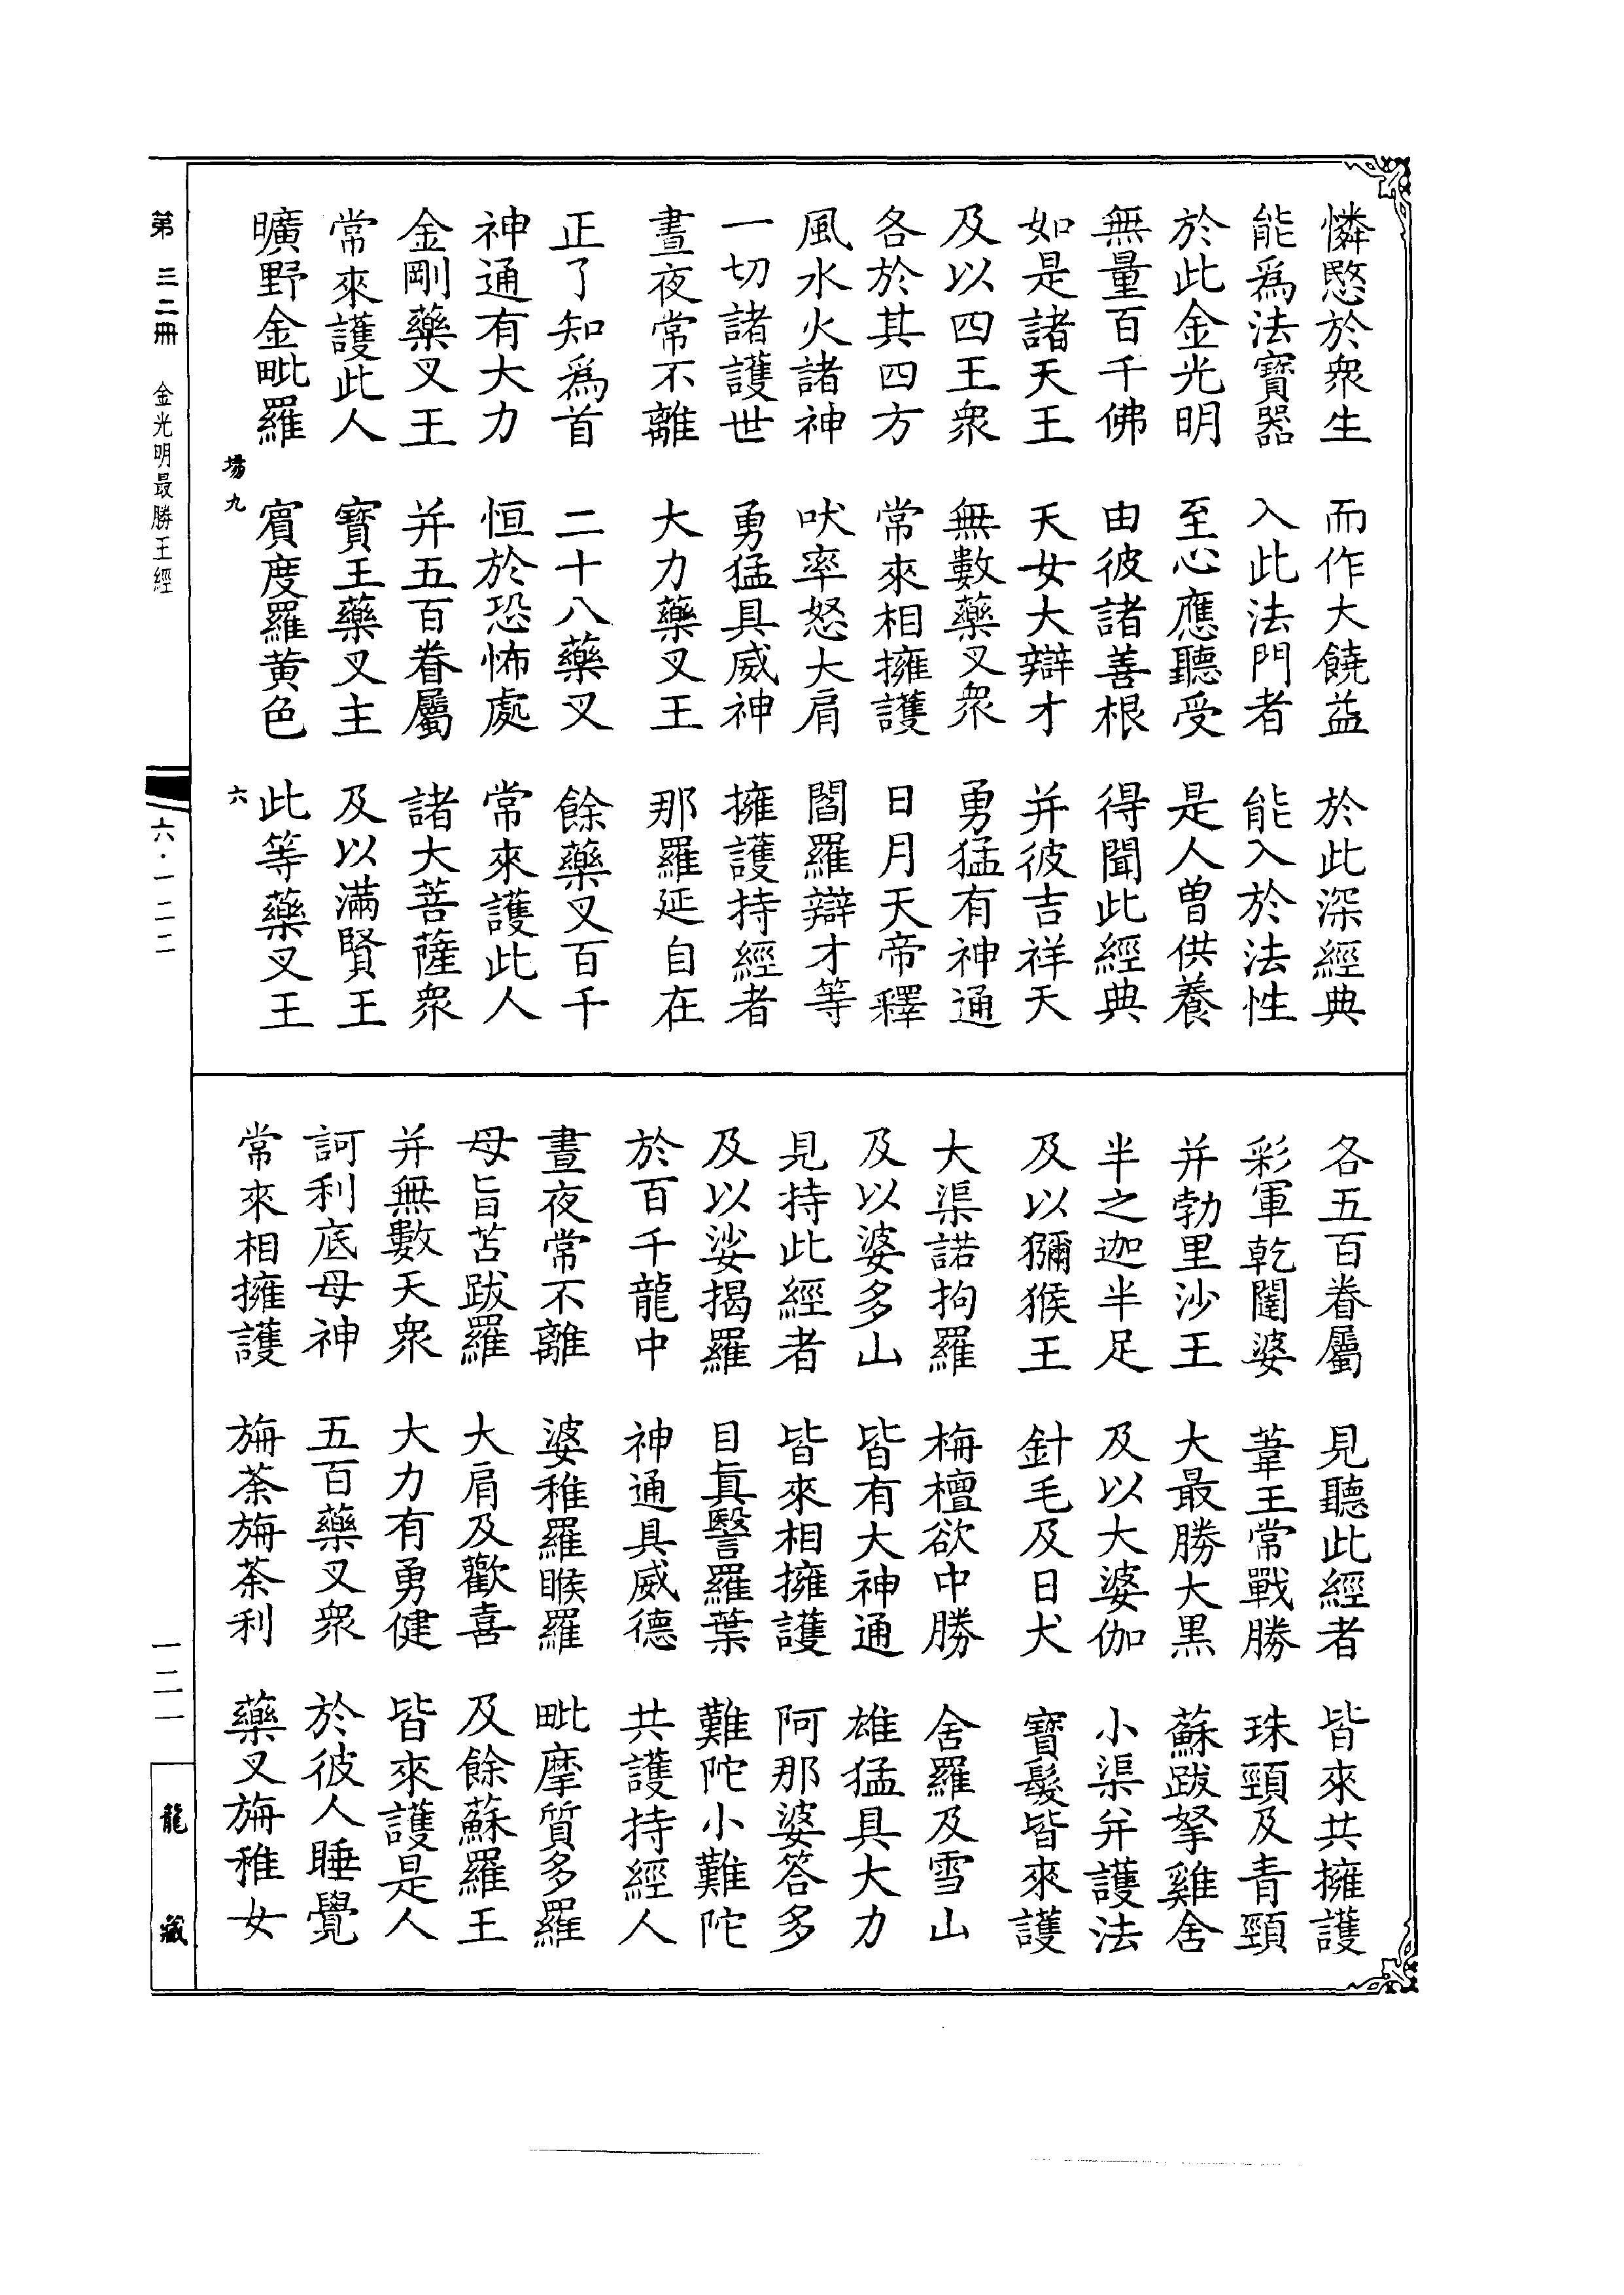 憐愍於衆生　而作大饒益　於此深經典
能爲法寶器　入此法門者　能入於法性
於此金光明　至心應聽受　是人曾供養
無量百千佛　由彼諸善根　得聞此經典
如是諸天王　天女大辯才　并彼吉祥天
及以四王衆　無數藥叉衆　勇猛有神通
各於其四方　常來相擁護　日月天帝釋
風水火諸神　吠率怒大肩　閻羅辯才等
一切諸護世　勇猛具威神　擁護持經者
晝夜常不離　大力藥叉王　那羅延自在
正了知爲首　二十八藥叉　餘藥叉百千
神通有大力　恒於恐怖處　常來護此人
金剛藥叉王　并五百眷屬　諸大菩薩衆
常來護此人　寶王藥叉主　及以滿賢王
曠野金毗羅　賓度羅黃色　此等藥叉王
場九　六
各五百眷屬　見聽此經者　皆來共擁護
彩軍乾闥婆　葦王常戰勝　珠頸及青頸
并勃里沙王　大最勝大黑　蘇跋拏雞舍
半之迦半足　及以大婆伽　小渠并護法
及以獼猴王　針毛及日犬　寶髮皆來護
大渠諾拘羅　栴檀欲中勝　舍羅及雪山
及以婆多山　皆有大神通　雄猛具大力
見持此經者　皆來相擁護　阿那婆答多
及以娑揭羅　目真瑿羅葉　難陀小難陀
於百千龍中　神通具威德　共護持經人
晝夜常不離　婆稚羅睺羅　毗摩質多羅
母旨苫跋羅　大肩及歡喜　及餘蘇羅王
并無數天衆　大力有勇健　皆來護是人
訶利底母神　五百藥叉衆　於彼人睡覺
常來相擁護　旃荼旃荼利　藥叉旃稚女
第三二冊　金光明最勝王經
六·一二二
一二一
龍藏